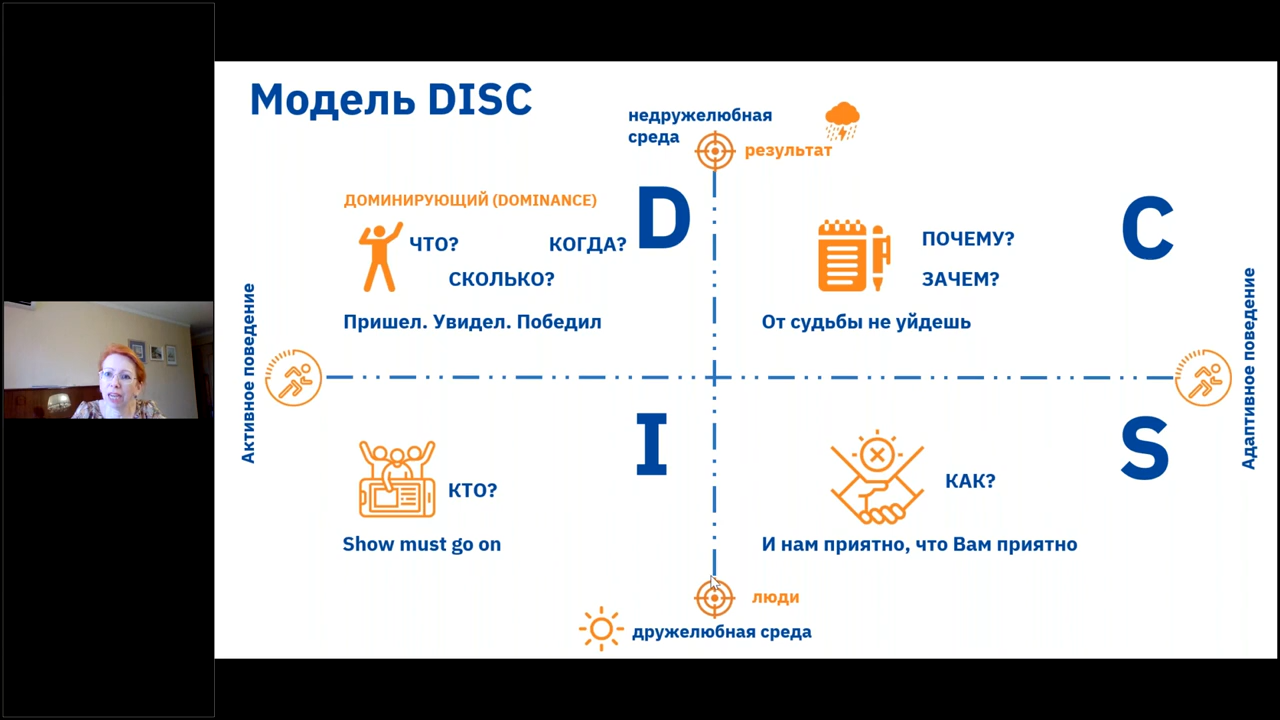 Модель DISC
недружелюбная
среда
результат
ДОМИНИРУЮЩИЙ (DOMINANCE)
D
C
ЧТО?
КОГДА?
СКОЛЬКО?
ПОЧЕМУ?
ЗАЧЕМ?
Пришел. Увидел. Победил
От судьбы не уйдешь
Активное поведение
Адаптивное поведение
I
S
КТО?
КАК?
Show must go on
И нам приятно, что Вам приятно
люди
дружелюбная среда